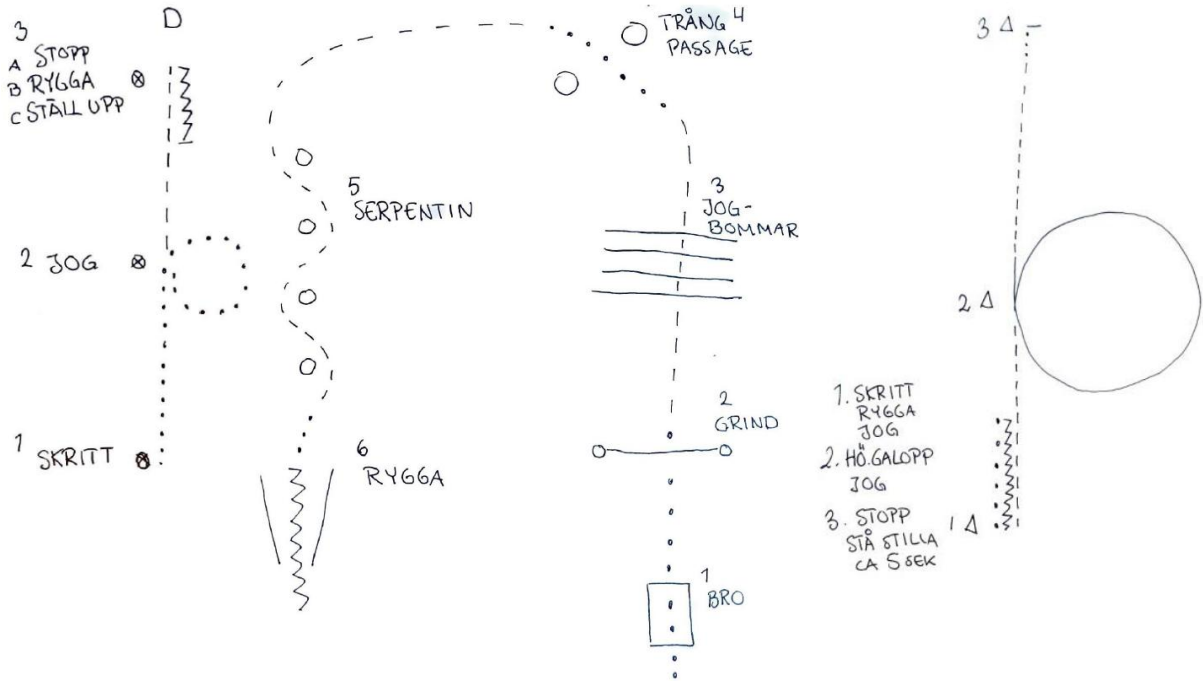 D
3
A STOPP
B RYGGA
C STÄLL UPP
2 JOG
1 SKRITT
TRÅNG 4
PASSAGE
5
SERPENTIN
3
JOG-
BOMMAR
2
GRIND
6
RYGGA
1
BRO
3
2
1. SKRITT
RYGGA
JOG
2. HÖ.GALOPP
JOG
3. STOPP
STÅ STILLA
CA 5 SEK
1